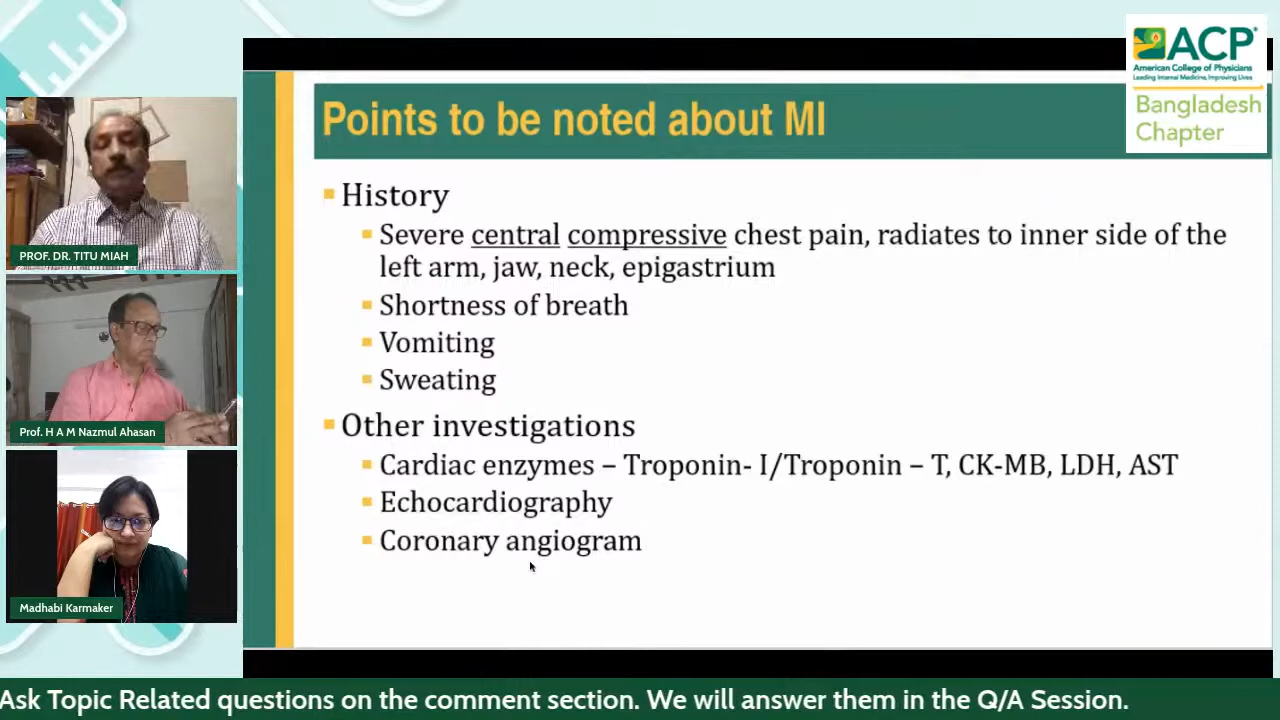 ACP
American College of Physicians
Leading Internal Medicine, Improving Lives
Bangladesh
Chapter
PROF. DR. TITU MIAH
Prof. H A M Nazmul Ahasan
Madhabi Karmaker
Points to be noted about MI
History
Severe central compressive chest pain, radiates to inner side of the
left arm, jaw, neck, epigastrium
Shortness of breath
Vomiting
Sweating
Other investigations
Cardiac enzymes – Troponin- I/Troponin – T, CK-MB, LDH, AST
Echocardiography
Coronary angiogram
Ask Topic Related questions on the comment section. We will answer them in the Q/A Session.